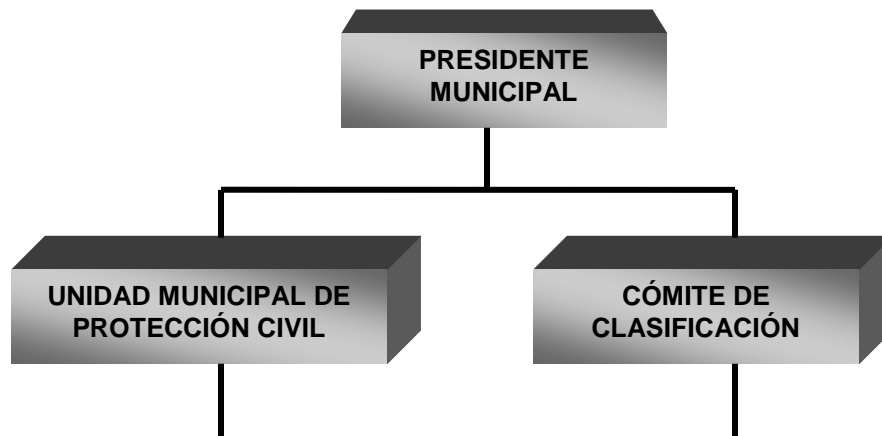 PRESIDENTE
MUNICIPAL
UNIDAD MUNICIPAL DE
PROTECCIÓN CIVIL
CÓMITE DE
CLASIFICACIÓN